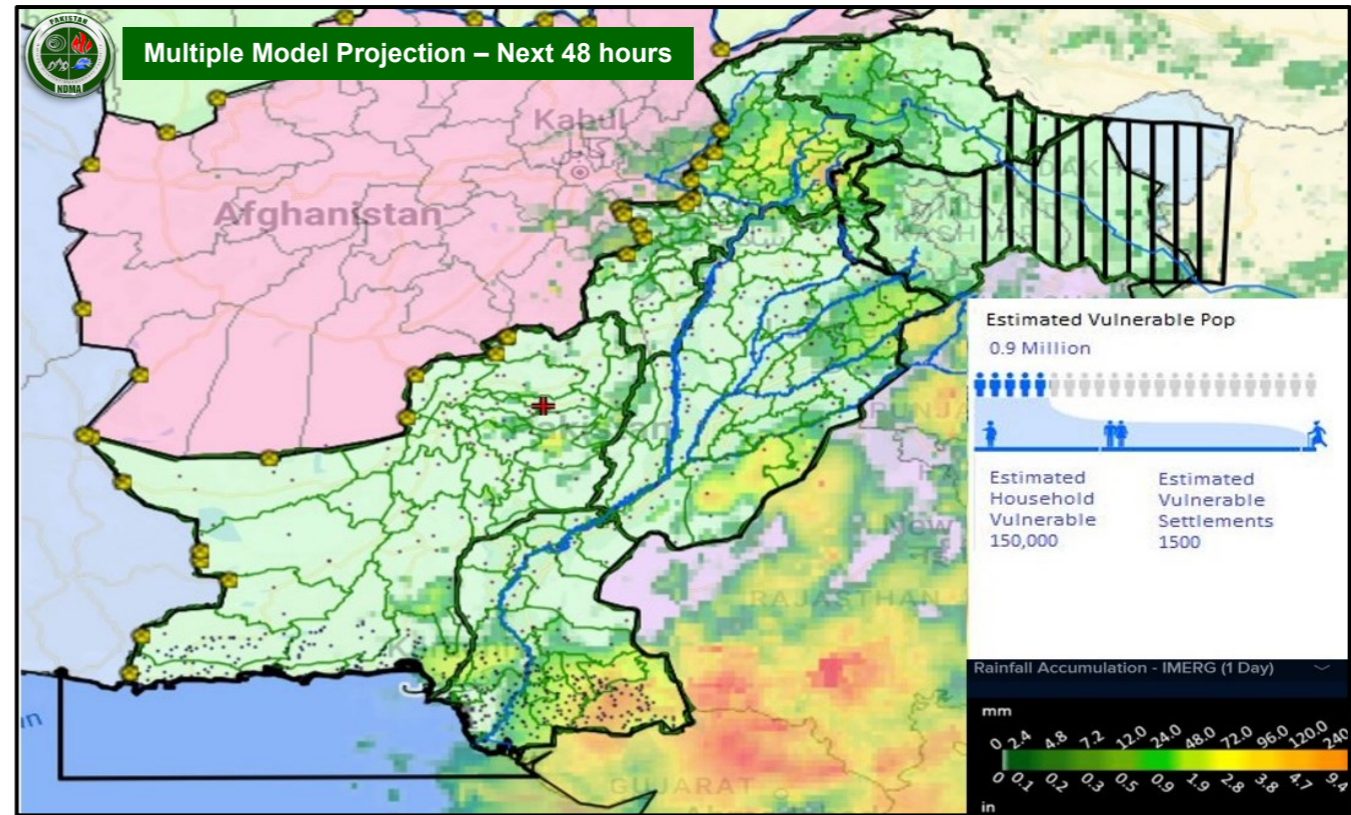 PAKISTAN
NDMA
Multiple Model Projection – Next 48 hours
Kabul
Afghanistan
KASHMIR
Estimated Vulnerable Pop
0.9 Million
Estimated
Household
Vulnerable
150,000
Estimated
Vulnerable
Settlements
1500
PUNJA
New
RAJASTHAN
GUJARAT
Rainfall Accumulation - IMERG (1 Day)
mm
0 2.4 4.8 7.2 12.0 24.0 48.0 72.0 96.0 120.0 240
0 0.1 0.2 0.3 0.5 0.9 1.9 2.8 3.8 4.7 9.4
in